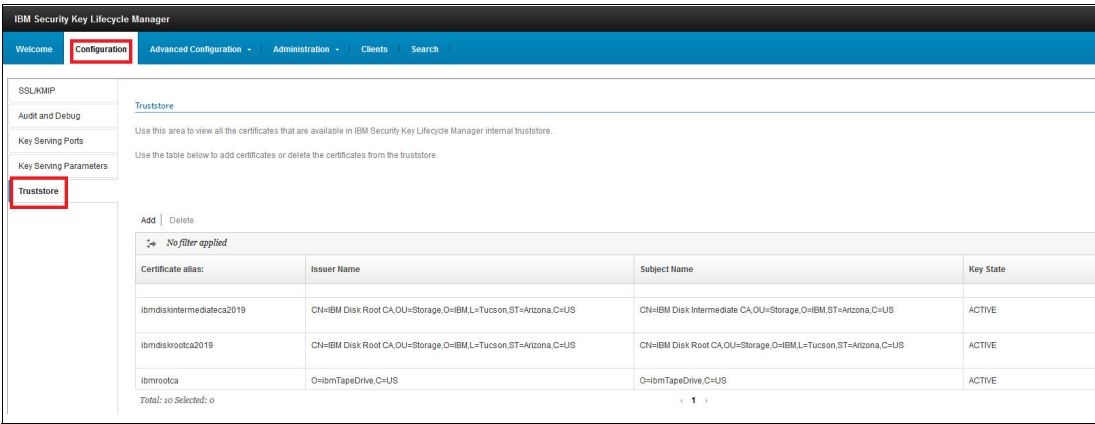 IBM Security Key Lifecycle Manager
Welcome Configuration Advanced Configuration Administration Clients Search
SSL/KMIP
Audit and Debug
Key Serving Ports
Key Serving Parameters
Truststore
Truststore
Use this area to view all the certificates that are available in IBM Security Key Lifecycle Manager internal truststore.
Use the table below to add certificates or delete the certificates from the truststore.
Add Delete
No filter applied
Certificate alias: Issuer Name Subject Name Key State
ibmdiskintermediateca2019 CN=IBM Disk Root CA,OU=Storage,O=IBM,L=Tucson,ST=Arizona,C=US CN=IBM Disk Intermediate CA,OU=Storage,O=IBM,ST=Arizona,C=US ACTIVE
ibmdiskrootca2019 CN=IBM Disk Root CA,OU=Storage,O=IBM,L=Tucson,ST=Arizona,C=US CN=IBM Disk Root CA,OU=Storage,O=IBM,L=Tucson,ST=Arizona,C=US ACTIVE
ibmrootca O=ibmTapeDrive,C=US O=ibmTapeDrive,C=US ACTIVE
Total: 10 Selected: 0 1